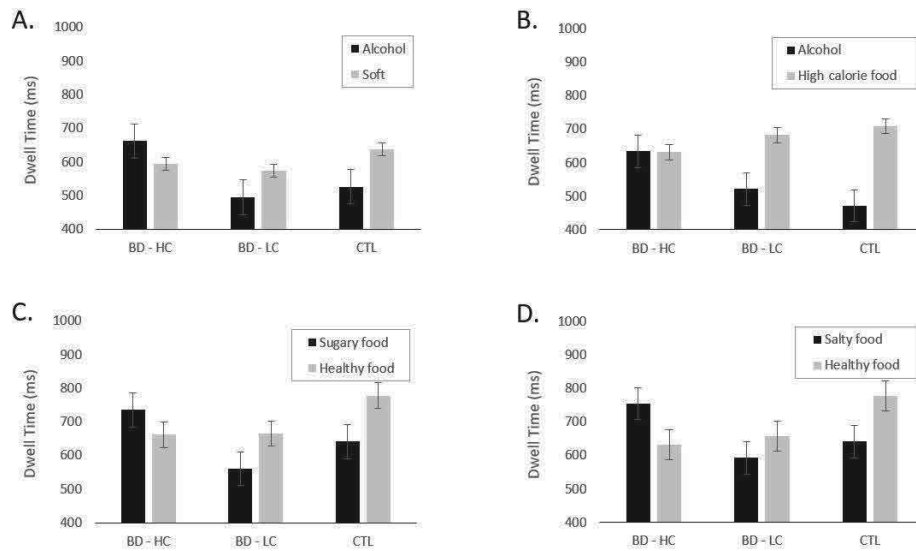 A.
1000
900
800
700
600
500
400
Dwell Time (ms)
Alcohol
Soft
BD - HC
BD - LC
CTL
B.
1000
900
800
700
600
500
400
Dwell Time (ms)
Alcohol
High calorie food
BD - HC
BD - LC
CTL
C.
1000
900
800
700
600
500
400
Dwell Time (ms)
Sugary food
Healthy food
BD - HC
BD - LC
CTL
D.
1000
900
800
700
600
500
400
Dwell Time (ms)
Salty food
Healthy food
BD - HC
BD - LC
CTL